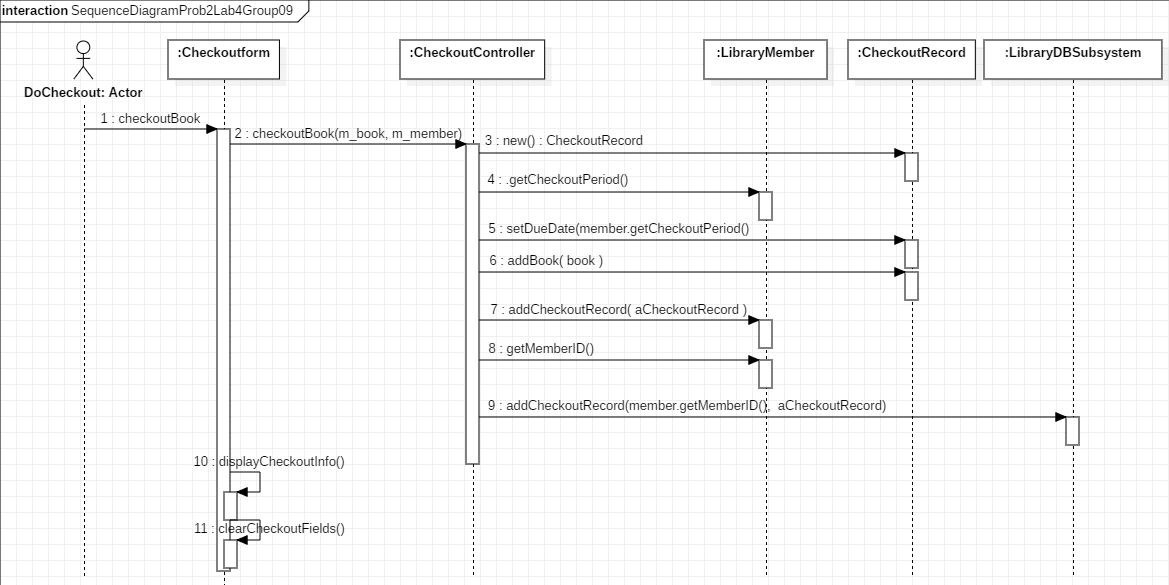 interaction SequenceDiagramProb2Lab4Group09
:Checkoutform
:CheckoutController
:LibraryMember
:CheckoutRecord
:LibraryDBSubsystem
DoCheckout: Actor
1 : checkoutBook
2 : checkoutBook(m_book, m_member)
3 : new() : CheckoutRecord
4 : .getCheckoutPeriod()
5 : setDueDate(member.getCheckoutPeriod()
6 : addBook( book )
7 : addCheckoutRecord( aCheckoutRecord )
8 : getMemberID()
9 : addCheckoutRecord(member.getMemberID(), aCheckoutRecord)
10 : displayCheckoutInfo()
11 : clearCheckoutFields()